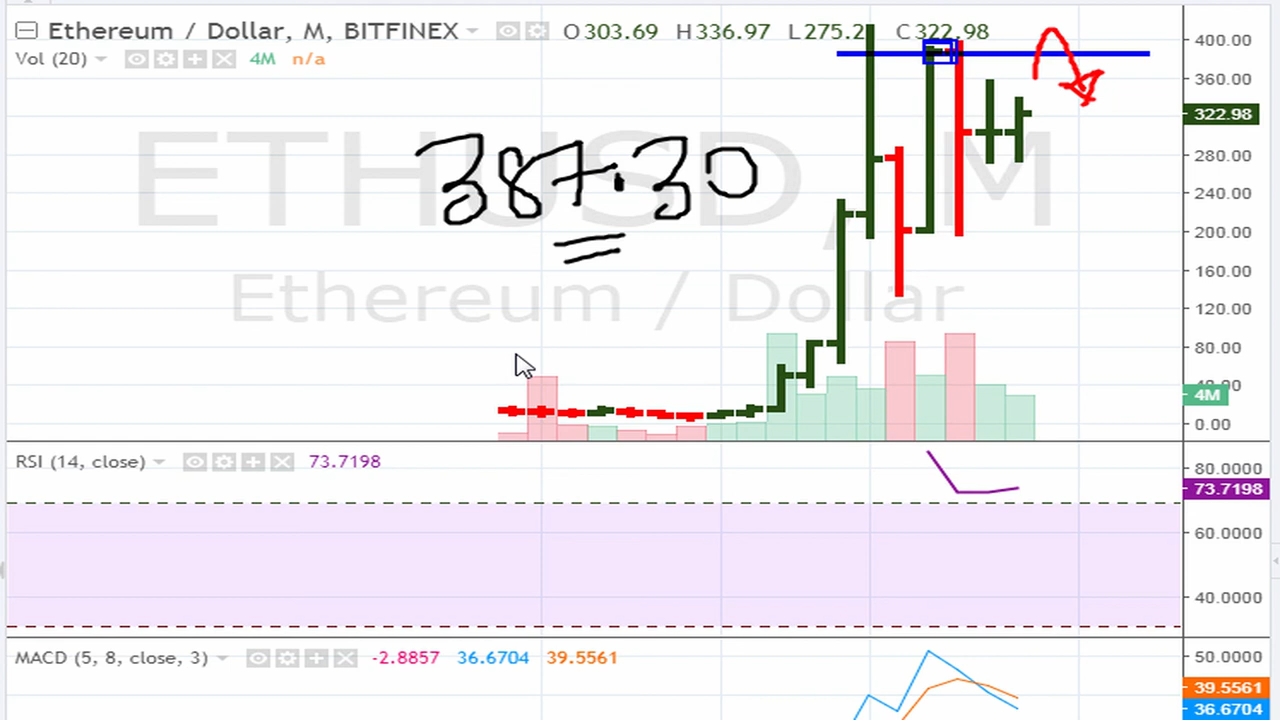 Ethereum / Dollar, M, BITFINEX O303.69 H336.97 L275.2 C322.98
Vol (20) 4M n/a
400.00
360.00
322.98
280.00
240.00
200.00
160.00
120.00
80.00
40.00
4M
0.00
387.30
ETHUSD, M
Ethereum / Dollar
RSI (14, close) 73.7198
80.0000
73.7198
60.0000
40.0000
MACD (5, 8, close, 3) -2.8857 36.6704 39.5561
50.0000
39.5561
36.6704